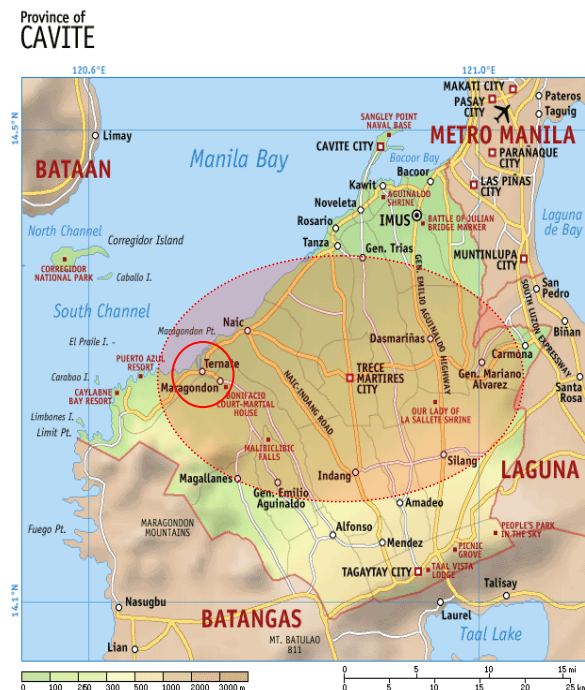 Province of
CAVITE
120.6°E
121.0°E
14.5°N
14.1°N
MAKATI CITY
PASAY
CITY
Pateros
Taguig
METRO MANILA
PARAÑAQUE
CITY
LAS PIÑAS
CITY
MUNTINLUPA
CITY
Laguna
de Bay
SANGLEY POINT
NAVAL BASE
CAVITE CITY
Bacoor Bay
Manila Bay
Limay
BATAAN
North Channel
Corregidor Island
CORREGIDOR
NATIONAL PARK
Caballo I.
South Channel
Kawit
Bacoor
AGUINALDO
SHRINE
Noveleta
IMUS
Rosario
BATTLE OF JULIAN
BRIDGE MARKER
Tanza
Gen. Trias
GEN. EMILIO AGUINALDO HIGHWAY
SOUTH LUZON EXPRESSWAY
San
Pedro
Biñan
Carmona
Santa
Rosa
Maragondon Pt.
Naic
El Praile I.
PUERTO AZUL
RESORT
Ternate
Dasmariñas
Gen. Mariano
Alvarez
Carabao I.
Maragondon
TRECE
MARTIRES
CITY
CAYLABNE
BAY RESORT
BONIFACIO
COURT-MARTIAL
HOUSE
NAIC-INDANG ROAD
OUR LADY OF
LA SALLETE SHRINE
Limbones I.
Limit Pt.
MALIBICLIBIC
FALLS
Silang
LAGUNA
Magallanes
Indang
Gen. Emilio
Aguinaldo
Amadeo
MARAGONDON
MOUNTAINS
Fuego Pt.
Alfonso
Mendez
PEOPLE'S PARK
IN THE SKY
PICNIC
GROVE
TAGAYTAY CITY
TAAL VISTA
LODGE
Talisay
Nasugbu
BATANGAS
Laurel
Taal Lake
Lian
MT. BATULAO
811
0 100 250 300 500 1000 2000 3000 m
0 5 10 15 mi
0 5 10 15 20 25 km